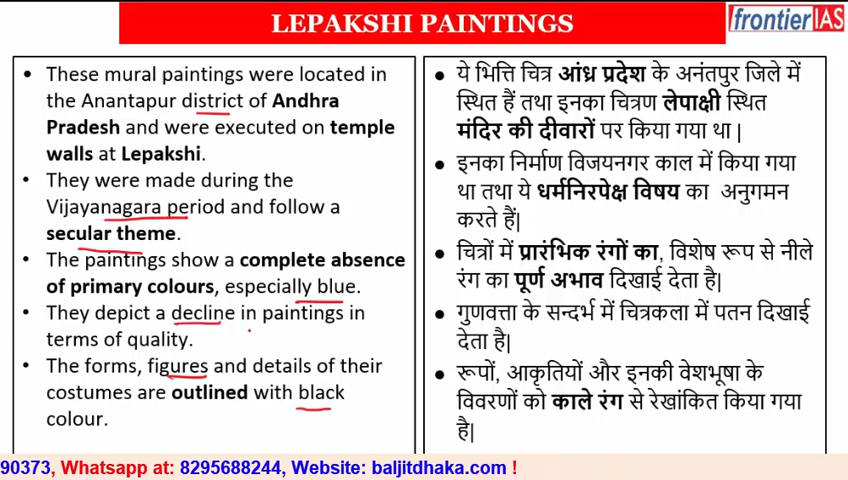 LEPAKSHI PAINTINGS
frontierIAS
• These mural paintings were located in
the Anantapur district of Andhra
Pradesh and were executed on temple
walls at Lepakshi.
• They were made during the
Vijayanagara period and follow a
secular theme.
• The paintings show a complete absence
of primary colours, especially blue.
• They depict a decline in paintings in
terms of quality.
• The forms, figures and details of their
costumes are outlined with black
colour.
• ये भित्ति चित्र आंध्र प्रदेश के अनंतपुर जिले में
स्थित हैं तथा इनका चित्रण लेपाक्षी स्थित
मंदिर की दीवारों पर किया गया था |
• इनका निर्माण विजयनगर काल में किया गया
था तथा ये धर्मनिरपेक्ष विषय का अनुगमन
करते हैं|
• चित्रों में प्रारंभिक रंगों का, विशेष रूप से नीले
रंग का पूर्ण अभाव दिखाई देता है|
• गुणवत्ता के सन्दर्भ में चित्रकला में पतन दिखाई
देता है|
• रूपों, आकृतियों और इनकी वेशभूषा के
विवरणों को काले रंग से रेखांकित किया गया
है|
90373, Whatsapp at: 8295688244, Website: baljitdhaka.com !